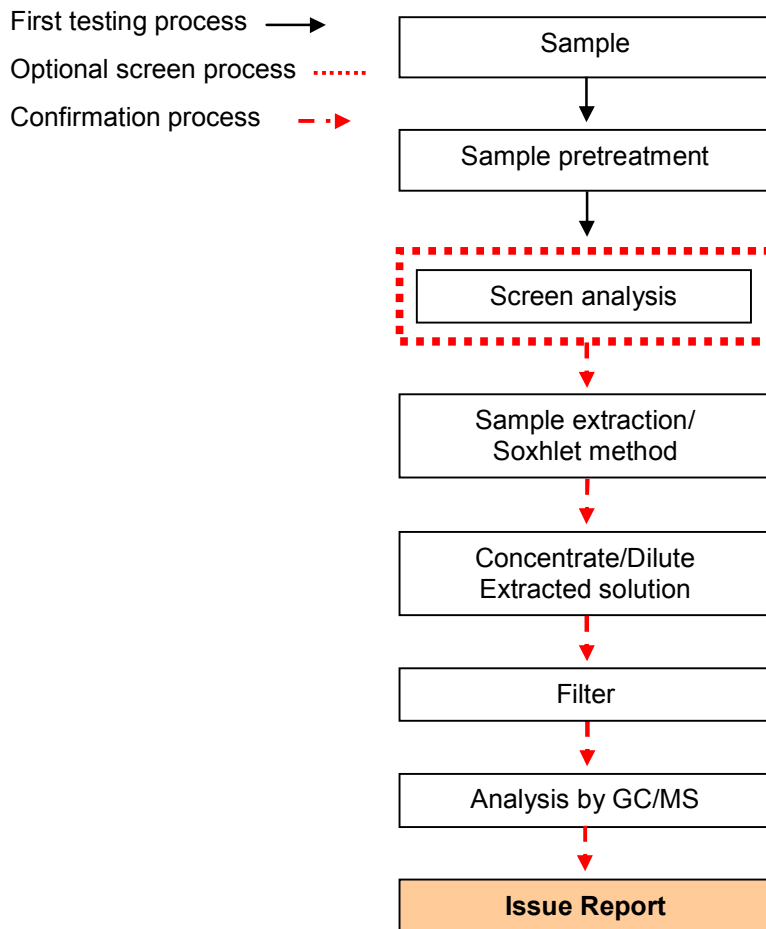 First testing process
Optional screen process
Confirmation process
Sample
Sample pretreatment
Screen analysis
Sample extraction/
Soxhlet method
Concentrate/Dilute
Extracted solution
Filter
Analysis by GC/MS
Issue Report